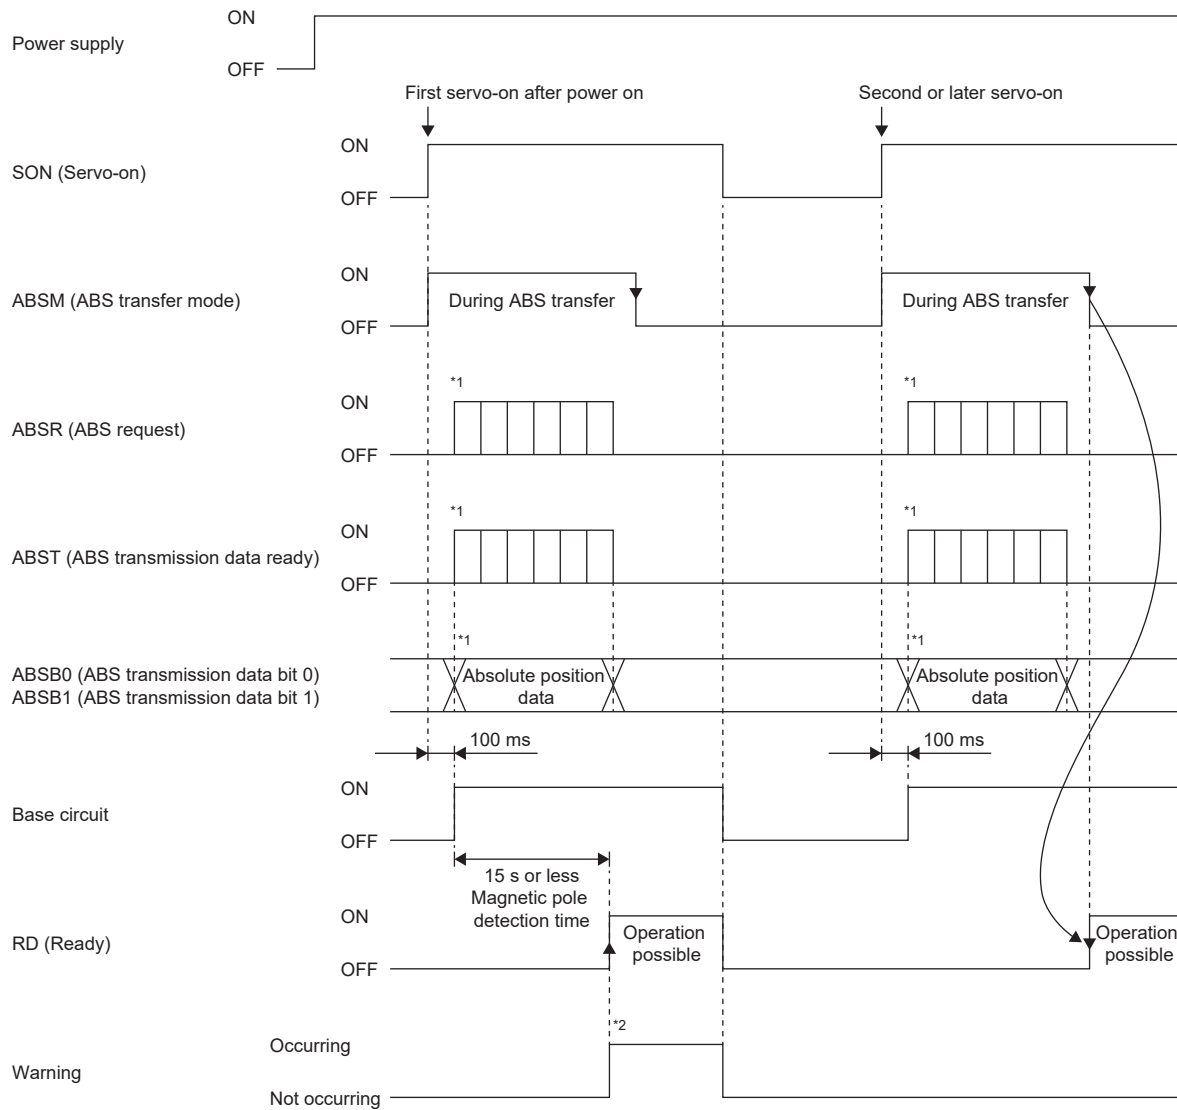 ON
Power supply
OFF
First servo-on after power on
Second or later servo-on
ON
SON (Servo-on)
OFF
ON
ABSM (ABS transfer mode)
During ABS transfer
During ABS transfer
OFF
*1
*1
ON
ABSR (ABS request)
OFF
*1
*1
ON
ABST (ABS transmission data ready)
OFF
*1
*1
ABSB0 (ABS transmission data bit 0)
ABSB1 (ABS transmission data bit 1)
Absolute position
data
Absolute position
data
100 ms
100 ms
ON
Base circuit
OFF
15 s or less
Magnetic pole
detection time
ON
RD (Ready)
Operation
possible
Operation
possible
OFF
*2
Occurring
Warning
Not occurring